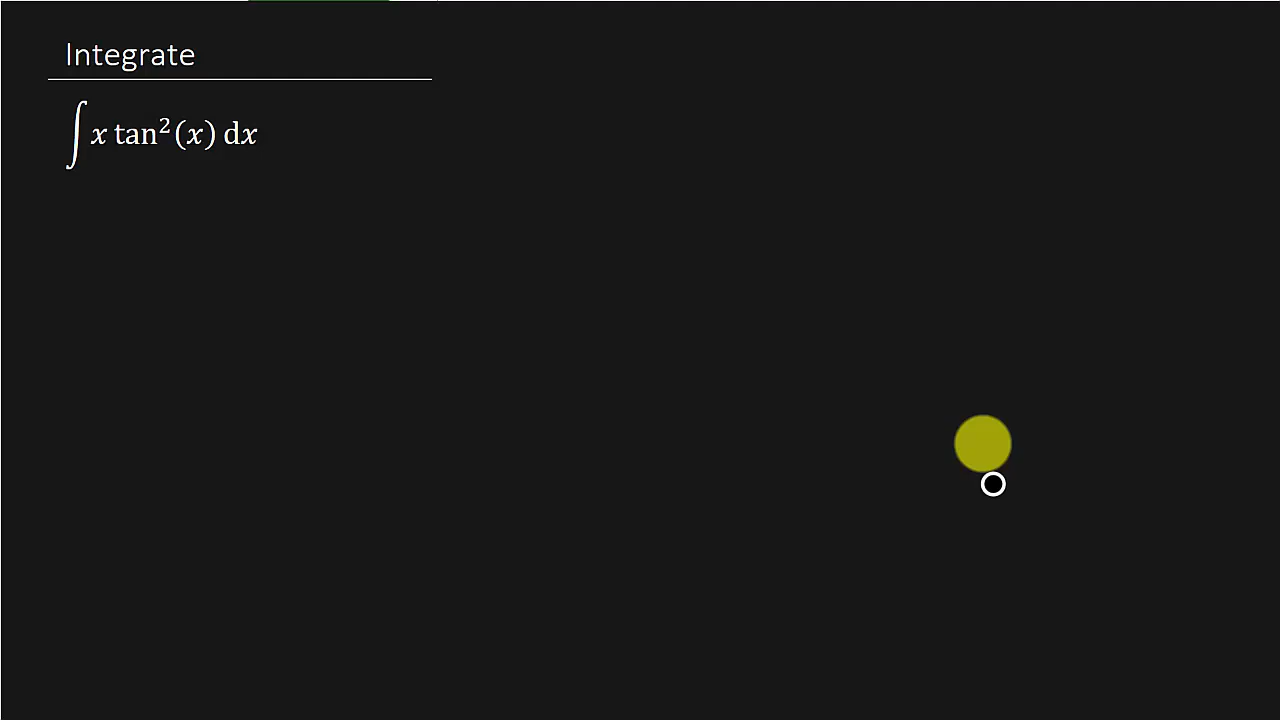 Integrate
∫ x tan²(x) dx